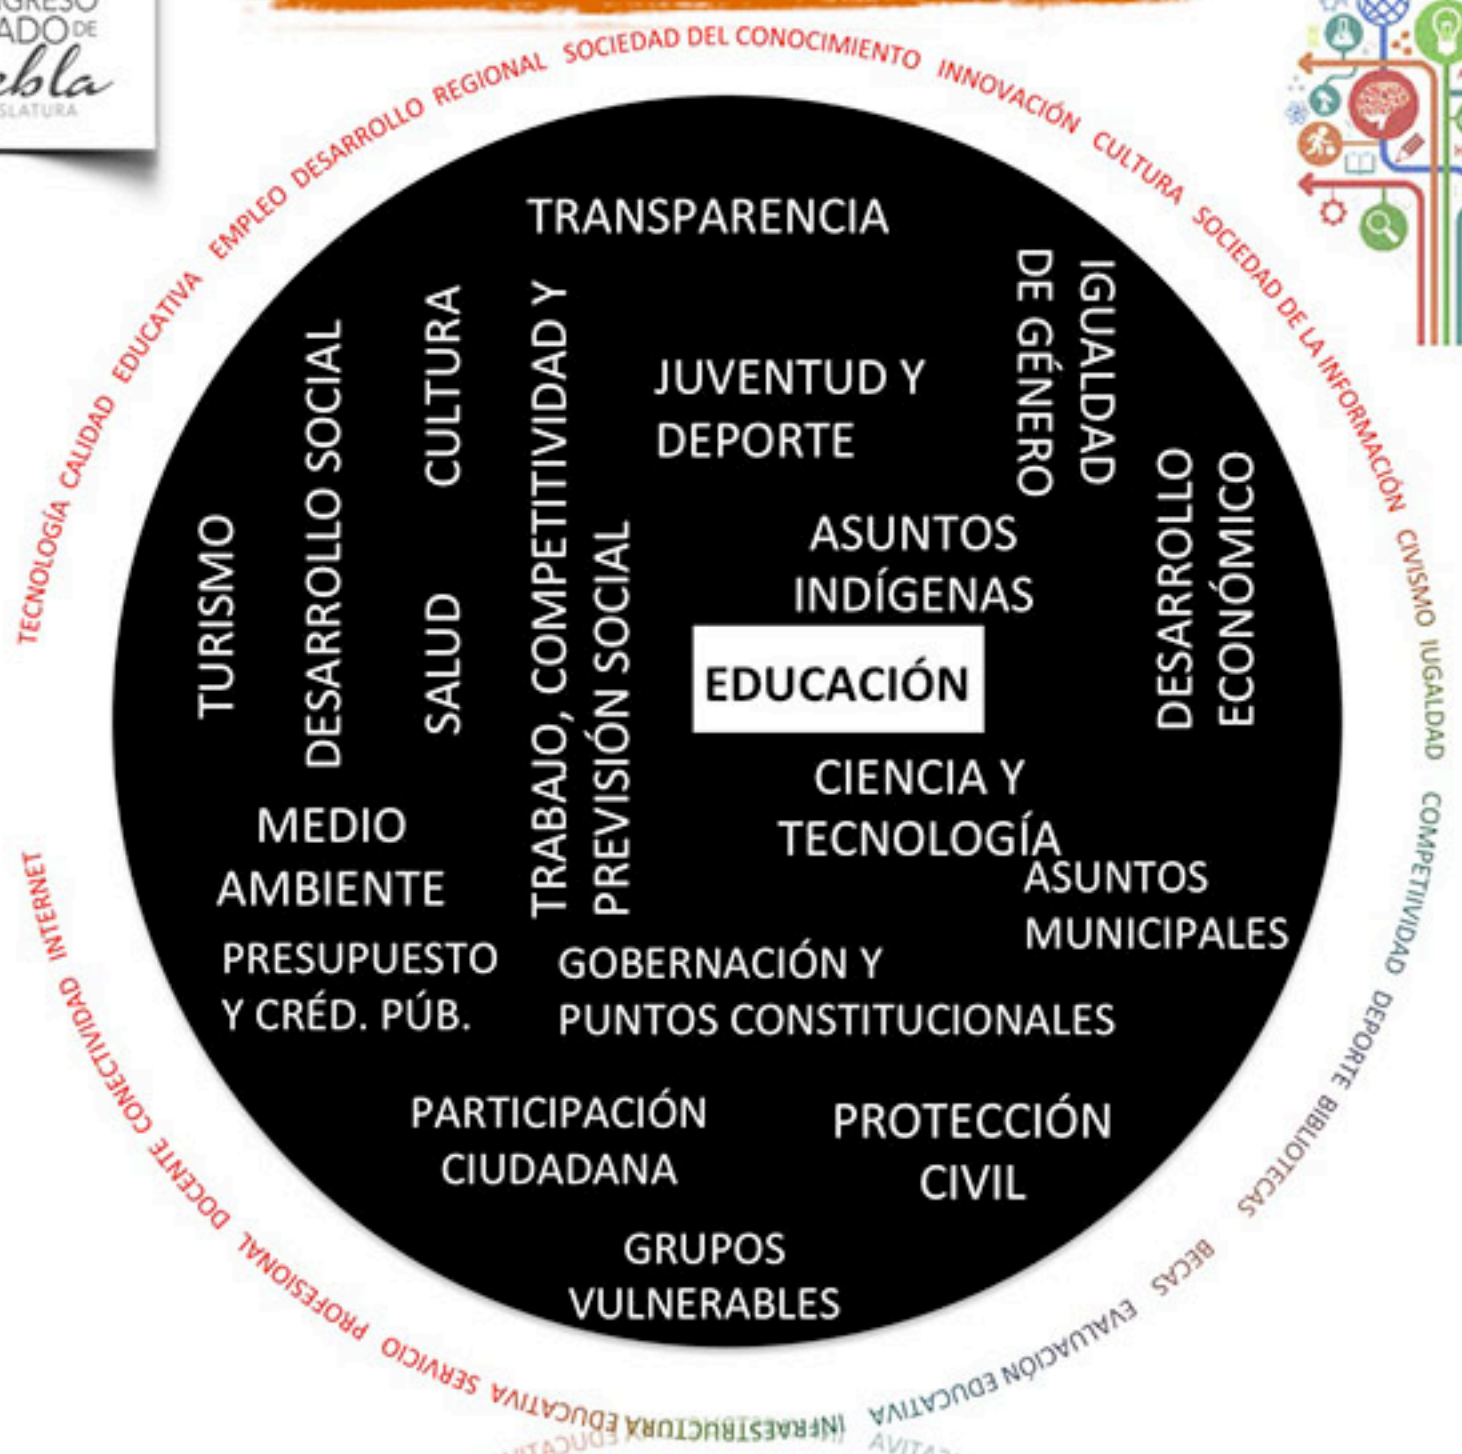 ADO DE
SLATURA
TECNOLOGÍA CALIDAD EDUCATIVA EMPLEO DESARROLLO REGIONAL SOCIEDAD DEL CONOCIMIENTO INNOVACIÓN CULTURA SOCIEDAD DE LA INFORMACIÓN CIVISMO IUGALDAD COMPETIVIDAD DEPORTE BIBLIOTECAS BECAS EVALUACIÓN EDUCATIVA INFRAESTRUCTURA EDUCATIVA SERVICIO PROFESIONAL DOCENTE CONECTIVIDAD INTERNET
TRANSPARENCIA
TURISMO
DESARROLLO SOCIAL
CULTURA
SALUD
TRABAJO, COMPETITIVIDAD Y
PREVISIÓN SOCIAL
JUVENTUD Y
DEPORTE
IGUALDAD
DE GÉNERO
ASUNTOS
INDÍGENAS
DESARROLLO
ECONÓMICO
EDUCACIÓN
CIENCIA Y
TECNOLOGÍA
MEDIO
AMBIENTE
ASUNTOS
MUNICIPALES
PRESUPUESTO
Y CRÉD. PÚB.
GOBERNACIÓN Y
PUNTOS CONSTITUCIONALES
PARTICIPACIÓN
CIUDADANA
PROTECCIÓN
CIVIL
GRUPOS
VULNERABLES